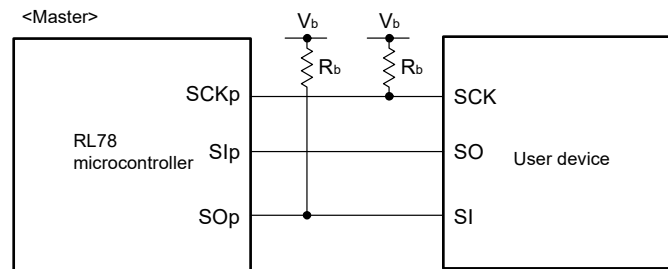 <Master>
Vb
Vb
Rb
Rb
SCKp
SCK
RL78
microcontroller
SIp
SO
User device
SOp
SI